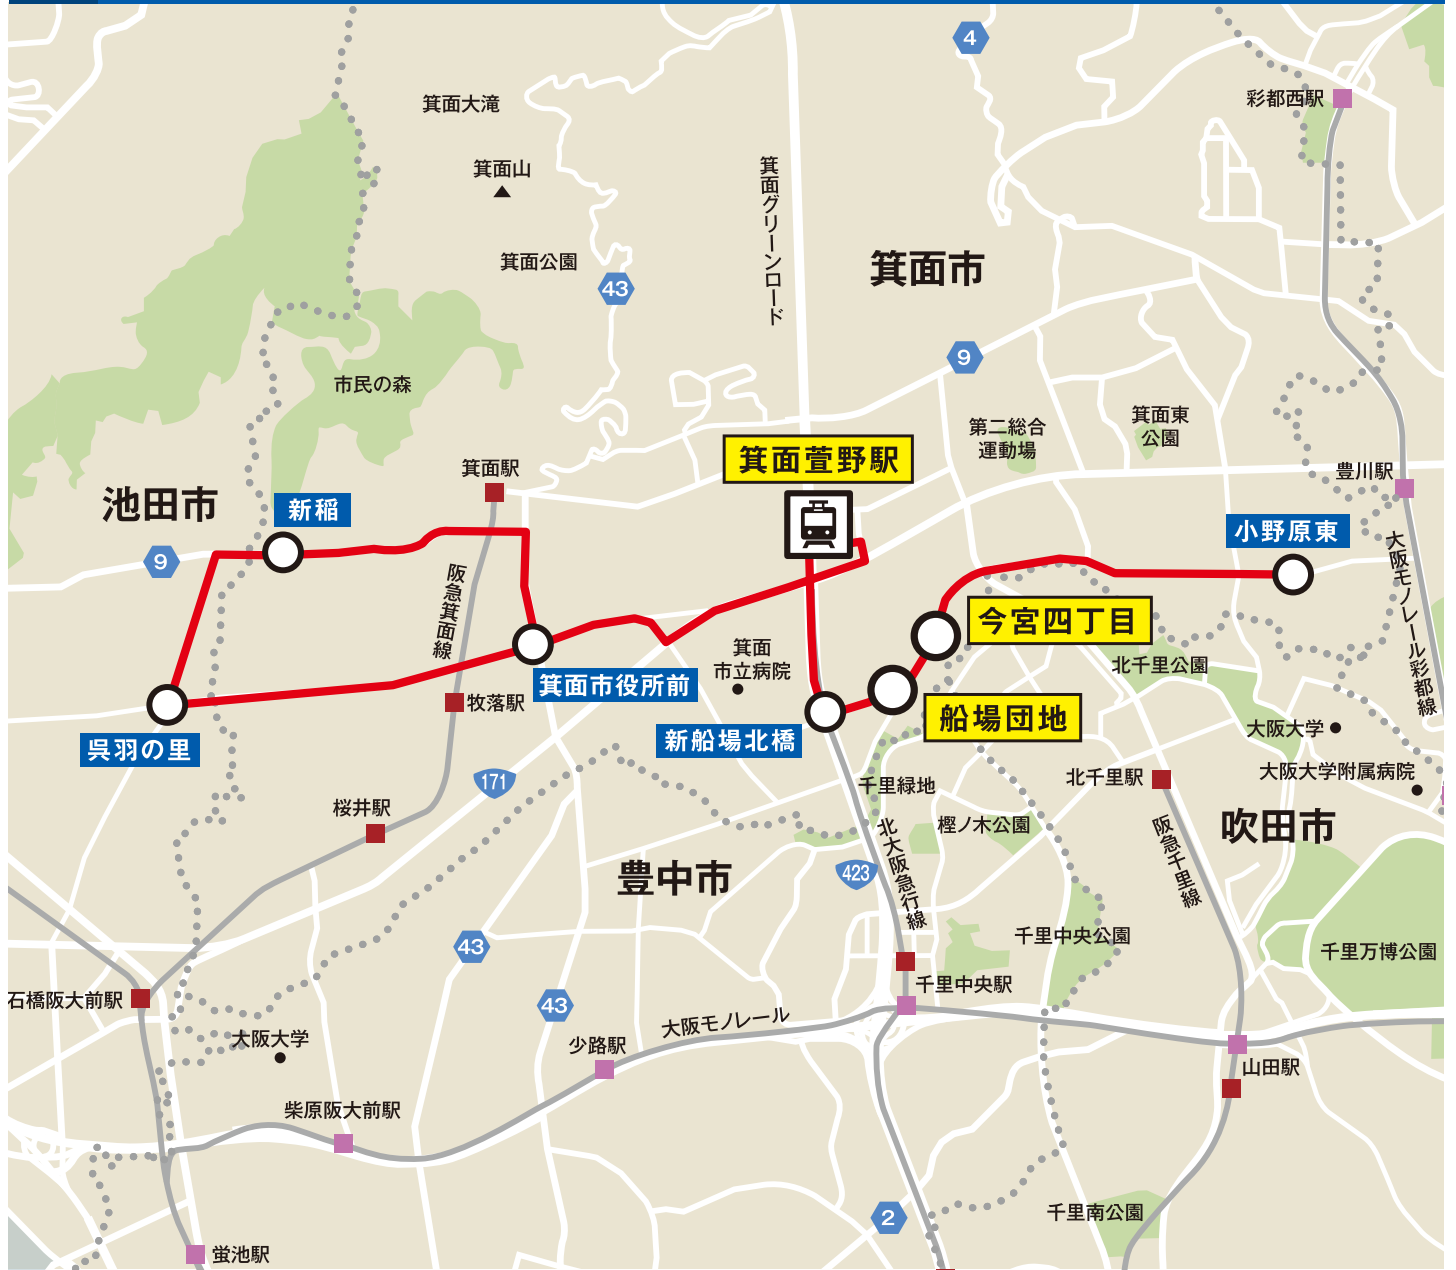 4
彩都西駅
箕面大滝
箕面山
箕面グリーンロード
箕面公園
箕面市
43
9
市民の森
第二総合
運動場
箕面東
公園
箕面萱野駅
箕面駅
豊川駅
池田市
新稲
小野原東
大阪モノレール彩都線
9
阪急箕面線
今宮四丁目
箕面
市立病院
北千里公園
箕面市役所前
牧落駅
船場団地
新船場北橋
呉羽の里
大阪大学
大阪大学附属病院
171
北千里駅
千里緑地
桜井駅
樫ノ木公園
吹田市
北大阪急行線
阪急千里線
423
豊中市
43
千里中央公園
千里万博公園
石橋阪大前駅
千里中央駅
43
大阪モノレール
大阪大学
少路駅
山田駅
柴原阪大前駅
2
千里南公園
蛍池駅